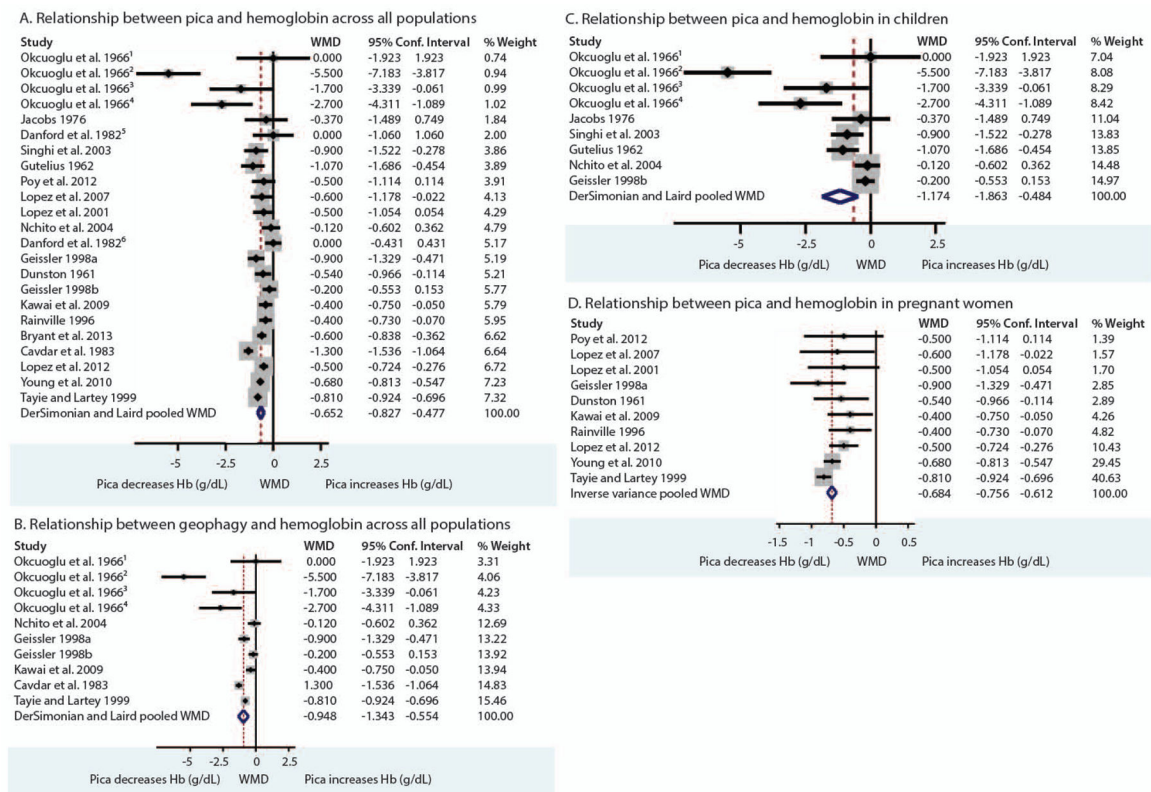 A. Relationship between pica and hemoglobin across all populations
Study WMD 95% Conf. Interval % Weight
Okcuoglu et al. 1966¹ 0.000 -1.923 1.923 0.74
Okcuoglu et al. 1966² -5.500 -7.183 -3.817 0.94
Okcuoglu et al. 1966³ -1.700 -3.339 -0.061 0.99
Okcuoglu et al. 1966⁴ -2.700 -4.311 -1.089 1.02
Jacobs 1976 -0.370 -1.489 0.749 1.84
Danford et al. 1982⁵ 0.000 -1.060 1.060 2.00
Singhi et al. 2003 -0.900 -1.522 -0.278 3.86
Gutelius 1962 -1.070 -1.686 -0.454 3.89
Poy et al. 2012 -0.500 -1.114 0.114 3.91
Lopez et al. 2007 -0.600 -1.178 -0.022 4.13
Lopez et al. 2001 -0.500 -1.054 0.054 4.29
Nchito et al. 2004 -0.120 -0.602 0.362 4.79
Danford et al. 1982⁶ 0.000 -0.431 0.431 5.17
Geissler 1998a -0.900 -1.329 -0.471 5.19
Dunston 1961 -0.540 -0.966 -0.114 5.21
Geissler 1998b -0.200 -0.553 0.153 5.77
Kawai et al. 2009 -0.400 -0.750 -0.050 5.79
Rainville 1996 -0.400 -0.730 -0.070 5.95
Bryant et al. 2013 -0.600 -0.838 -0.362 6.62
Cavdar et al. 1983 -1.300 -1.536 -1.064 6.64
Lopez et al. 2012 -0.500 -0.724 -0.276 6.72
Young et al. 2010 -0.680 -0.813 -0.547 7.23
Tayie and Lartey 1999 -0.810 -0.924 -0.696 7.32
DerSimonian and Laird pooled WMD -0.652 -0.827 -0.477 100.00
-5 -2.5 0 2.5
Pica decreases Hb (g/dL) WMD Pica increases Hb (g/dL)
B. Relationship between geophagy and hemoglobin across all populations
Study WMD 95% Conf. Interval % Weight
Okcuoglu et al. 1966¹ 0.000 -1.923 1.923 3.31
Okcuoglu et al. 1966² -5.500 -7.183 -3.817 4.06
Okcuoglu et al. 1966³ -1.700 -3.339 -0.061 4.23
Okcuoglu et al. 1966⁴ -2.700 -4.311 -1.089 4.33
Nchito et al. 2004 -0.120 -0.602 0.362 12.69
Geissler 1998a -0.900 -1.329 -0.471 13.22
Geissler 1998b -0.200 -0.553 0.153 13.92
Kawai et al. 2009 -0.400 -0.750 -0.050 13.94
Cavdar et al. 1983 1.300 -1.536 -1.064 14.83
Tayie and Lartey 1999 -0.810 -0.924 -0.696 15.46
DerSimonian and Laird pooled WMD -0.948 -1.343 -0.554 100.00
-5 -2.5 0 2.5
Pica decreases Hb (g/dL) WMD Pica increases Hb (g/dL)
C. Relationship between pica and hemoglobin in children
Study WMD 95% Conf. Interval % Weight
Okcuoglu et al. 1966¹ 0.000 -1.923 1.923 7.04
Okcuoglu et al. 1966² -5.500 -7.183 -3.817 8.08
Okcuoglu et al. 1966³ -1.700 -3.339 -0.061 8.29
Okcuoglu et al. 1966⁴ -2.700 -4.311 -1.089 8.42
Jacobs 1976 -0.370 -1.489 0.749 11.04
Singhi et al. 2003 -0.900 -1.522 -0.278 13.83
Gutelius 1962 -1.070 -1.686 -0.454 13.85
Nchito et al. 2004 -0.120 -0.602 0.362 14.48
Geissler 1998b -0.200 -0.553 0.153 14.97
DerSimonian and Laird pooled WMD -1.174 -1.863 -0.484 100.00
-5 -2.5 0 2.5
Pica decreases Hb (g/dL) WMD Pica increases Hb (g/dL)
D. Relationship between pica and hemoglobin in pregnant women
Study WMD 95% Conf. Interval % Weight
Poy et al. 2012 -0.500 -1.114 0.114 1.39
Lopez et al. 2007 -0.600 -1.178 -0.022 1.57
Lopez et al. 2001 -0.500 -1.054 0.054 1.70
Geissler 1998a -0.900 -1.329 -0.471 2.85
Dunston 1961 -0.540 -0.966 -0.114 2.89
Kawai et al. 2009 -0.400 -0.750 -0.050 4.26
Rainville 1996 -0.400 -0.730 -0.070 4.82
Lopez et al. 2012 -0.500 -0.724 -0.276 10.43
Young et al. 2010 -0.680 -0.813 -0.547 29.45
Tayie and Lartey 1999 -0.810 -0.924 -0.696 40.63
Inverse variance pooled WMD -0.684 -0.756 -0.612 100.00
-1.5 -1 -0.5 0 0.5
Pica decreases Hb (g/dL) WMD Pica increases Hb (g/dL)